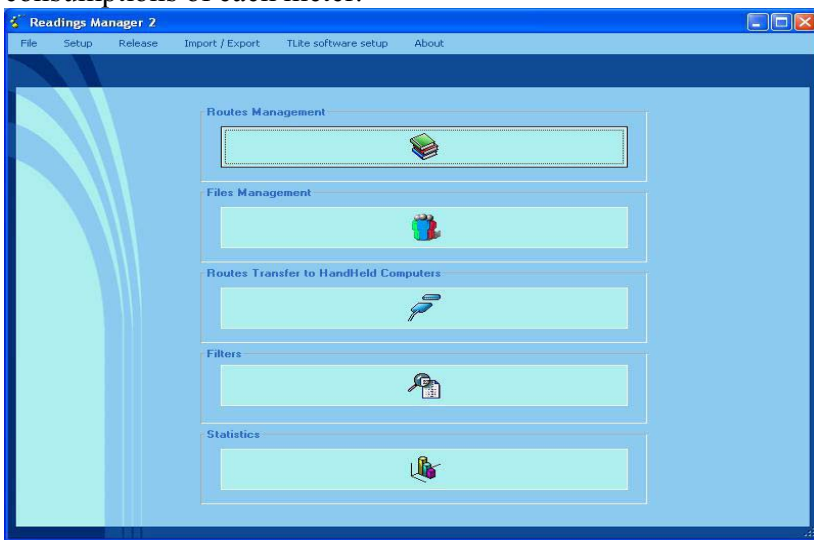 consumptions of each meter.
Readings Manager 2
File Setup Release Import / Export TLite software setup About
Routes Management
Files Management
Routes Transfer to HandHeld Computers
Filters
Statistics